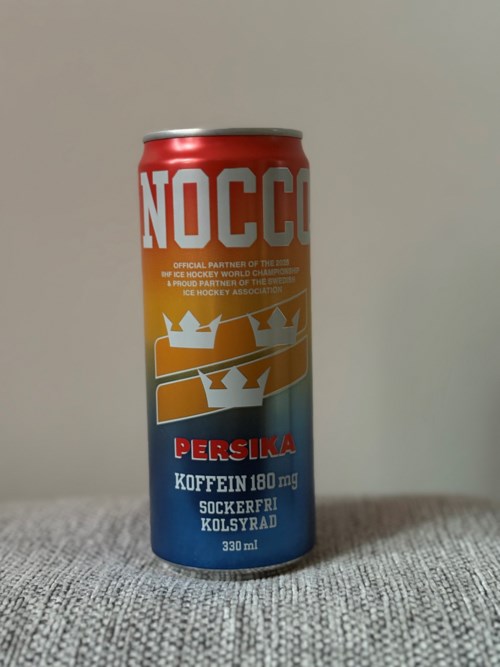 NOCCO
OFFICIAL PARTNER OF THE 2025
IIHF ICE HOCKEY WORLD CHAMPIONSHIP
& PROUD PARTNER OF THE SWEDISH
ICE HOCKEY ASSOCIATION
PERSIKA
KOFFEIN 180 mg
SOCKERFRI
KOLSYRAD
330 ml